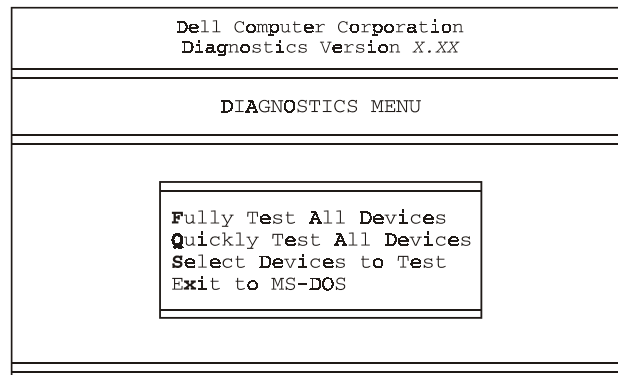 Dell Computer Corporation
Diagnostics Version X.XX
DIAGNOSTICS MENU
Fully Test All Devices
Quickly Test All Devices
Select Devices to Test
Exit to MS-DOS